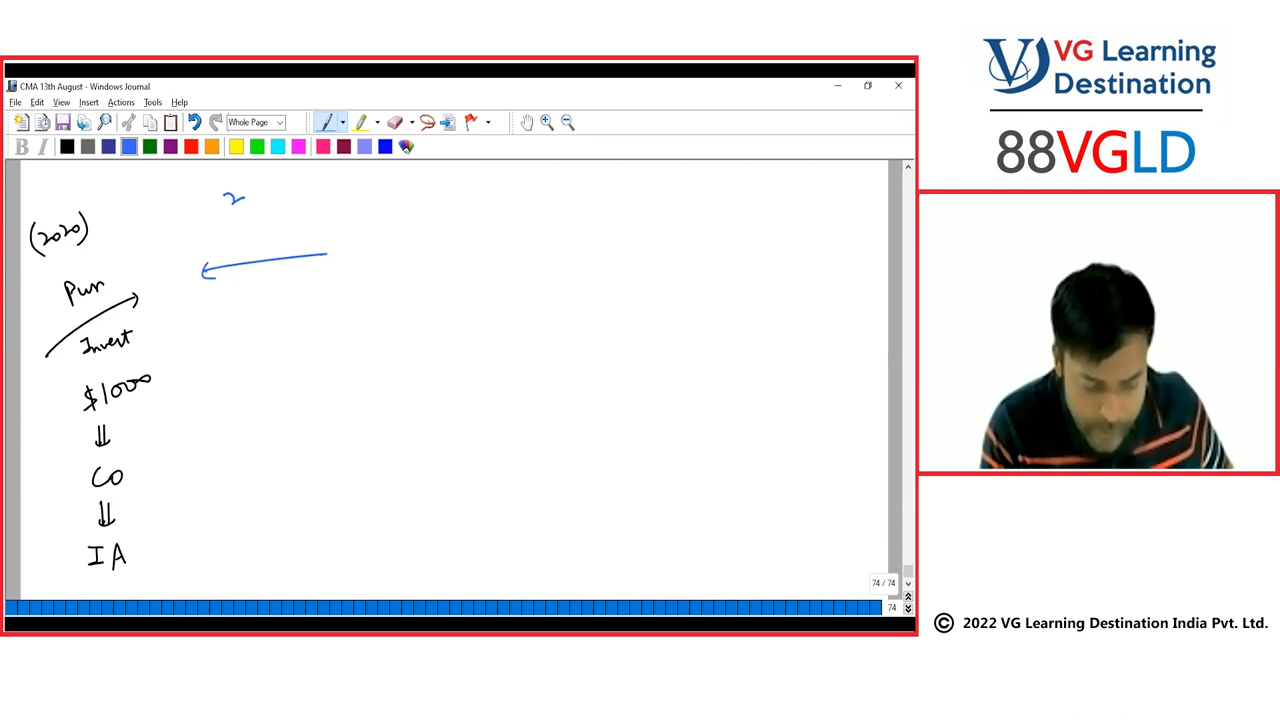 CMA 13th August - Windows Journal
File Edit View Insert Actions Tools Help
Whole Page
B I
2
(2020)
Pur
Invest
$1000
⇓
CO
⇓
IA
74 / 74
74
VG Learning
Destination
88VGLD
© 2022 VG Learning Destination India Pvt. Ltd.